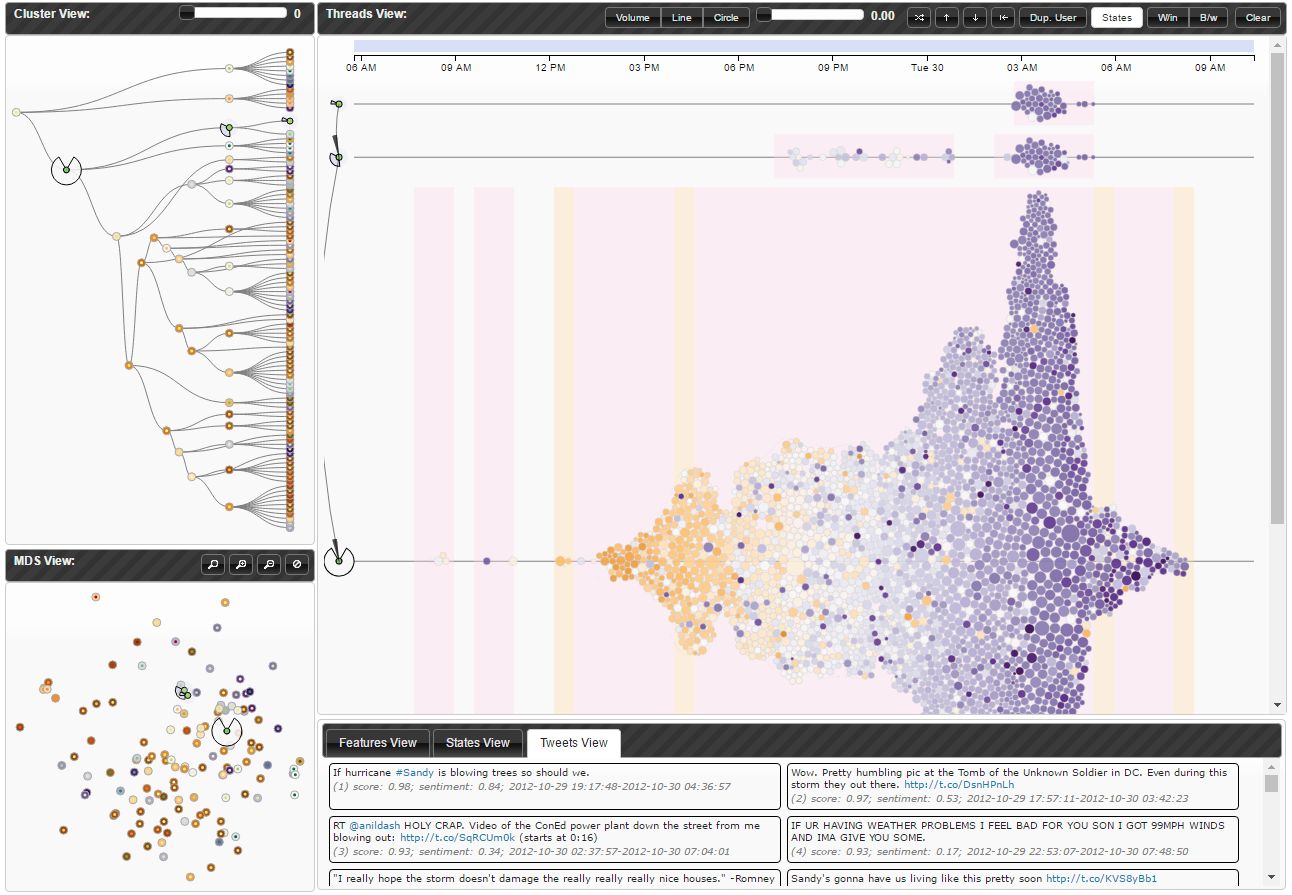 Cluster View:
0
Threads View:
Volume Line Circle
0.00
Dup. User
States
W/in B/w
Clear
06 AM 09 AM 12 PM 03 PM 06 PM 09 PM Tue 30 03 AM 06 AM 09 AM
MDS View:
Features View
States View
Tweets View
If hurricane #Sandy is blowing trees so should we.
(1) score: 0.98; sentiment: 0.84; 2012-10-29 19:17:48-2012-10-30 04:36:57
Wow. Pretty humbling pic at the Tomb of the Unknown Soldier in DC. Even during this
storm they out there. http://t.co/DsnHPnLh
(2) score: 0.97; sentiment: 0.53; 2012-10-29 17:57:11-2012-10-30 03:42:23
RT @anildash HOLY CRAP. Video of the ConEd power plant down the street from me
blowing out: http://t.co/SqRCUm0k (starts at 0:16)
(3) score: 0.93; sentiment: 0.34; 2012-10-30 02:37:57-2012-10-30 07:04:01
IF UR HAVING WEATHER PROBLEMS I FEEL BAD FOR YOU SON I GOT 99MPH WINDS
AND IMA GIVE YOU SOME.
(4) score: 0.93; sentiment: 0.17; 2012-10-29 22:53:07-2012-10-30 07:48:50
"I really hope the storm doesn't damage the really really really nice houses." -Romney
Sandy's gonna have us living like this pretty soon http://t.co/KVS8yBb1